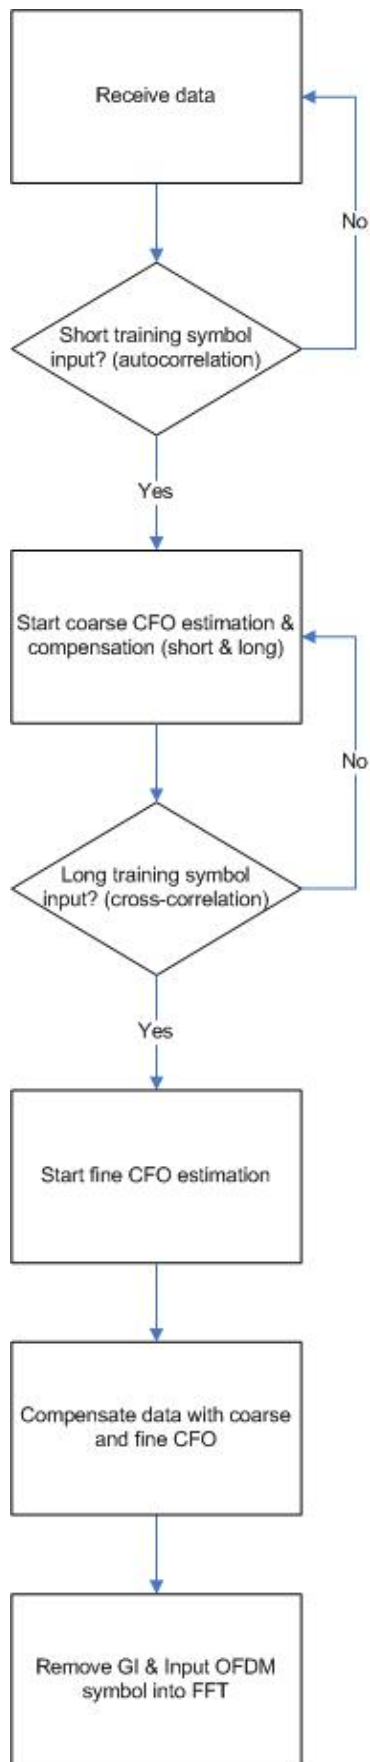 Receive data
No
Short training symbol
input? (autocorrelation)
Yes
Start coarse CFO estimation &
compensation (short & long)
No
Long training symbol
input? (cross-correlation)
Yes
Start fine CFO estimation
Compensate data with coarse
and fine CFO
Remove GI & Input OFDM
symbol into FFT